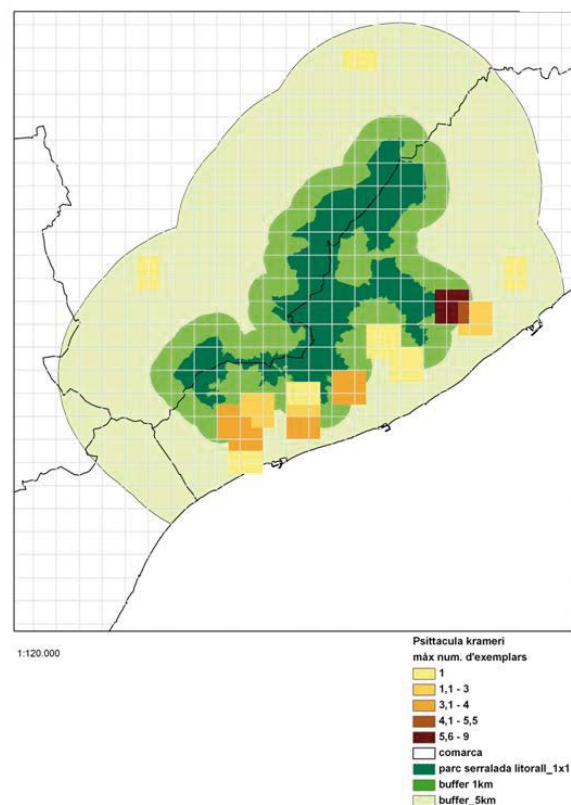 1:120.000
Psittacula krameri
màx num. d'exemplars
1
1,1 - 3
3,1 - 4
4,1 - 5,5
5,6 - 9
comarca
parc serralada litorall_1x1
buffer 1km
buffer_5km